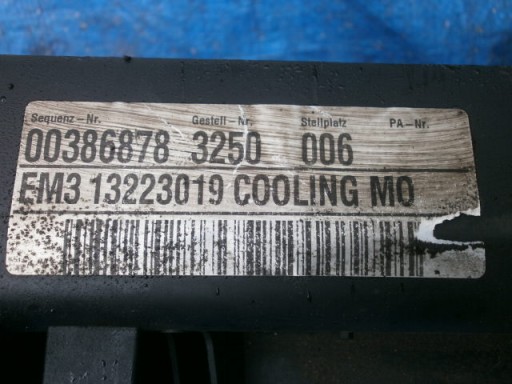 Sequenz-Nr. Gestell-Nr. Stellplatz PA-Nr.
00386878 3250 006
EM3 13223019 COOLING MO